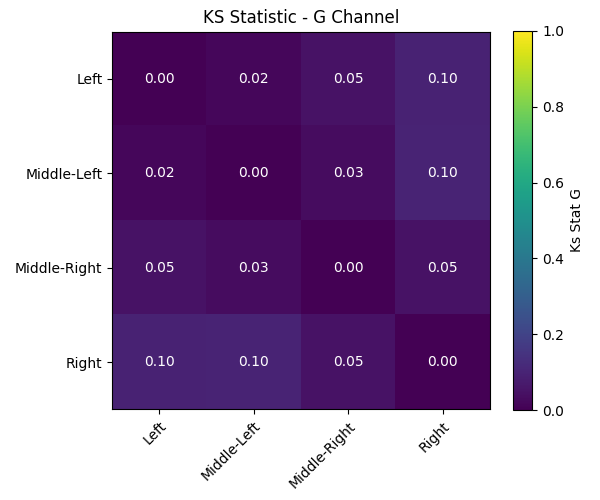 KS Statistic - G Channel
Left 0.00 0.02 0.05 0.10
Middle-Left 0.02 0.00 0.03 0.10
Middle-Right 0.05 0.03 0.00 0.05
Right 0.10 0.10 0.05 0.00
Left Middle-Left Middle-Right Right
1.0
0.8
0.6
0.4
0.2
0.0
Ks Stat G